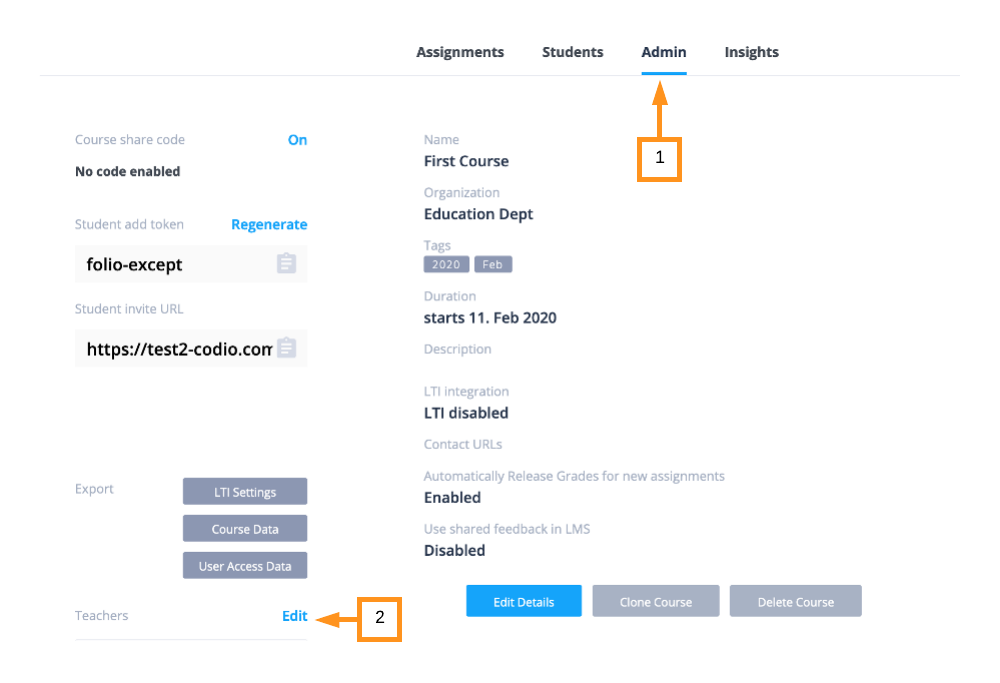 Assignments Students Admin Insights
1
Course share code On
No code enabled
Student add token Regenerate
folio-except
Student invite URL
https://test2-codio.com
Export LTI Settings
Course Data
User Access Data
Teachers Edit
2
Name
First Course
Organization
Education Dept
Tags
2020 Feb
Duration
starts 11. Feb 2020
Description
LTI integration
LTI disabled
Contact URLs
Automatically Release Grades for new assignments
Enabled
Use shared feedback in LMS
Disabled
Edit Details Clone Course Delete Course